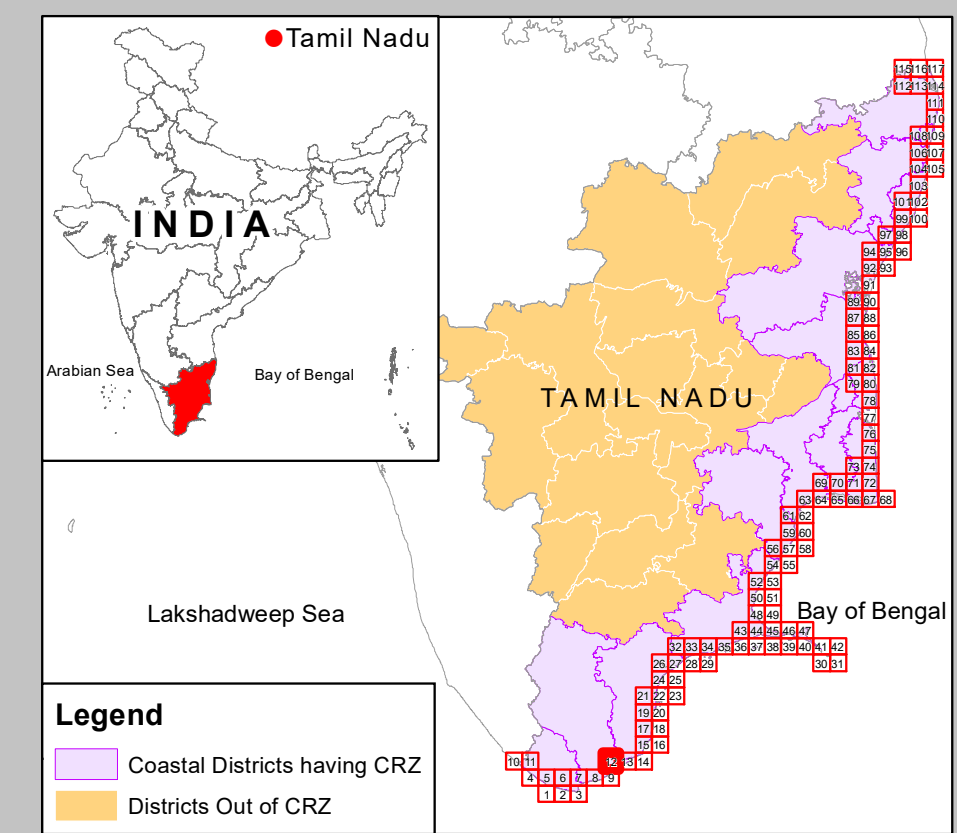 Tamil Nadu
INDIA
Arabian Sea
Bay of Bengal
TAMIL NADU
115 116 117
112 113 114
111
110
108 109
106 107
104 105
103
101 102
99 100
97 98
94 95 96
92 93
91
89 90
87 88
85 86
83 84
81 82
79 80
78
77
76
75
73 74
69 70 71 72
63 64 65 66 67 68
61 62
59 60
56 57 58
54 55
52 53
50 51
48 49
Lakshadweep Sea
Bay of Bengal
43 44 45 46 47
32 33 34 35 36 37 38 39 40 41 42
26 27 28 29 30 31
24 25
21 22 23
19 20
17 18
15 16
10 11 12 13 14
4 5 6 7 8 9
1 2 3
Legend
Coastal Districts having CRZ
Districts Out of CRZ